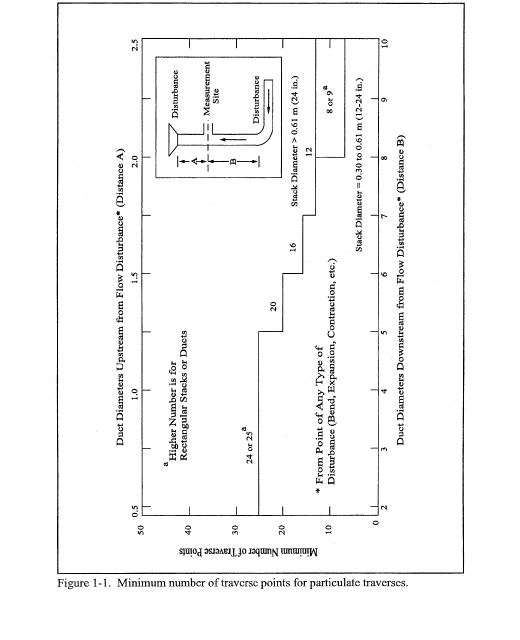 Duct Diameters Upstream from Flow Disturbance* (Distance A)
0.5
1.0
1.5
2.0
2.5
50
40
30
20
10
0
Minimum Number of Traverse Points
a Higher Number is for
Rectangular Stacks or Ducts
Disturbance
Measurement
Site
Disturbance
A
B
24 or 25 a
20
16
Stack Diameter > 0.61 m (24 in.)
12
8 or 9 a
Stack Diameter = 0.30 to 0.61 m (12-24 in.)
* From Point of Any Type of
Disturbance (Bend, Expansion, Contraction, etc.)
2
3
4
5
6
7
8
9
10
Duct Diameters Downstream from Flow Disturbance* (Distance B)
Figure 1-1. Minimum number of traverse points for particulate traverses.